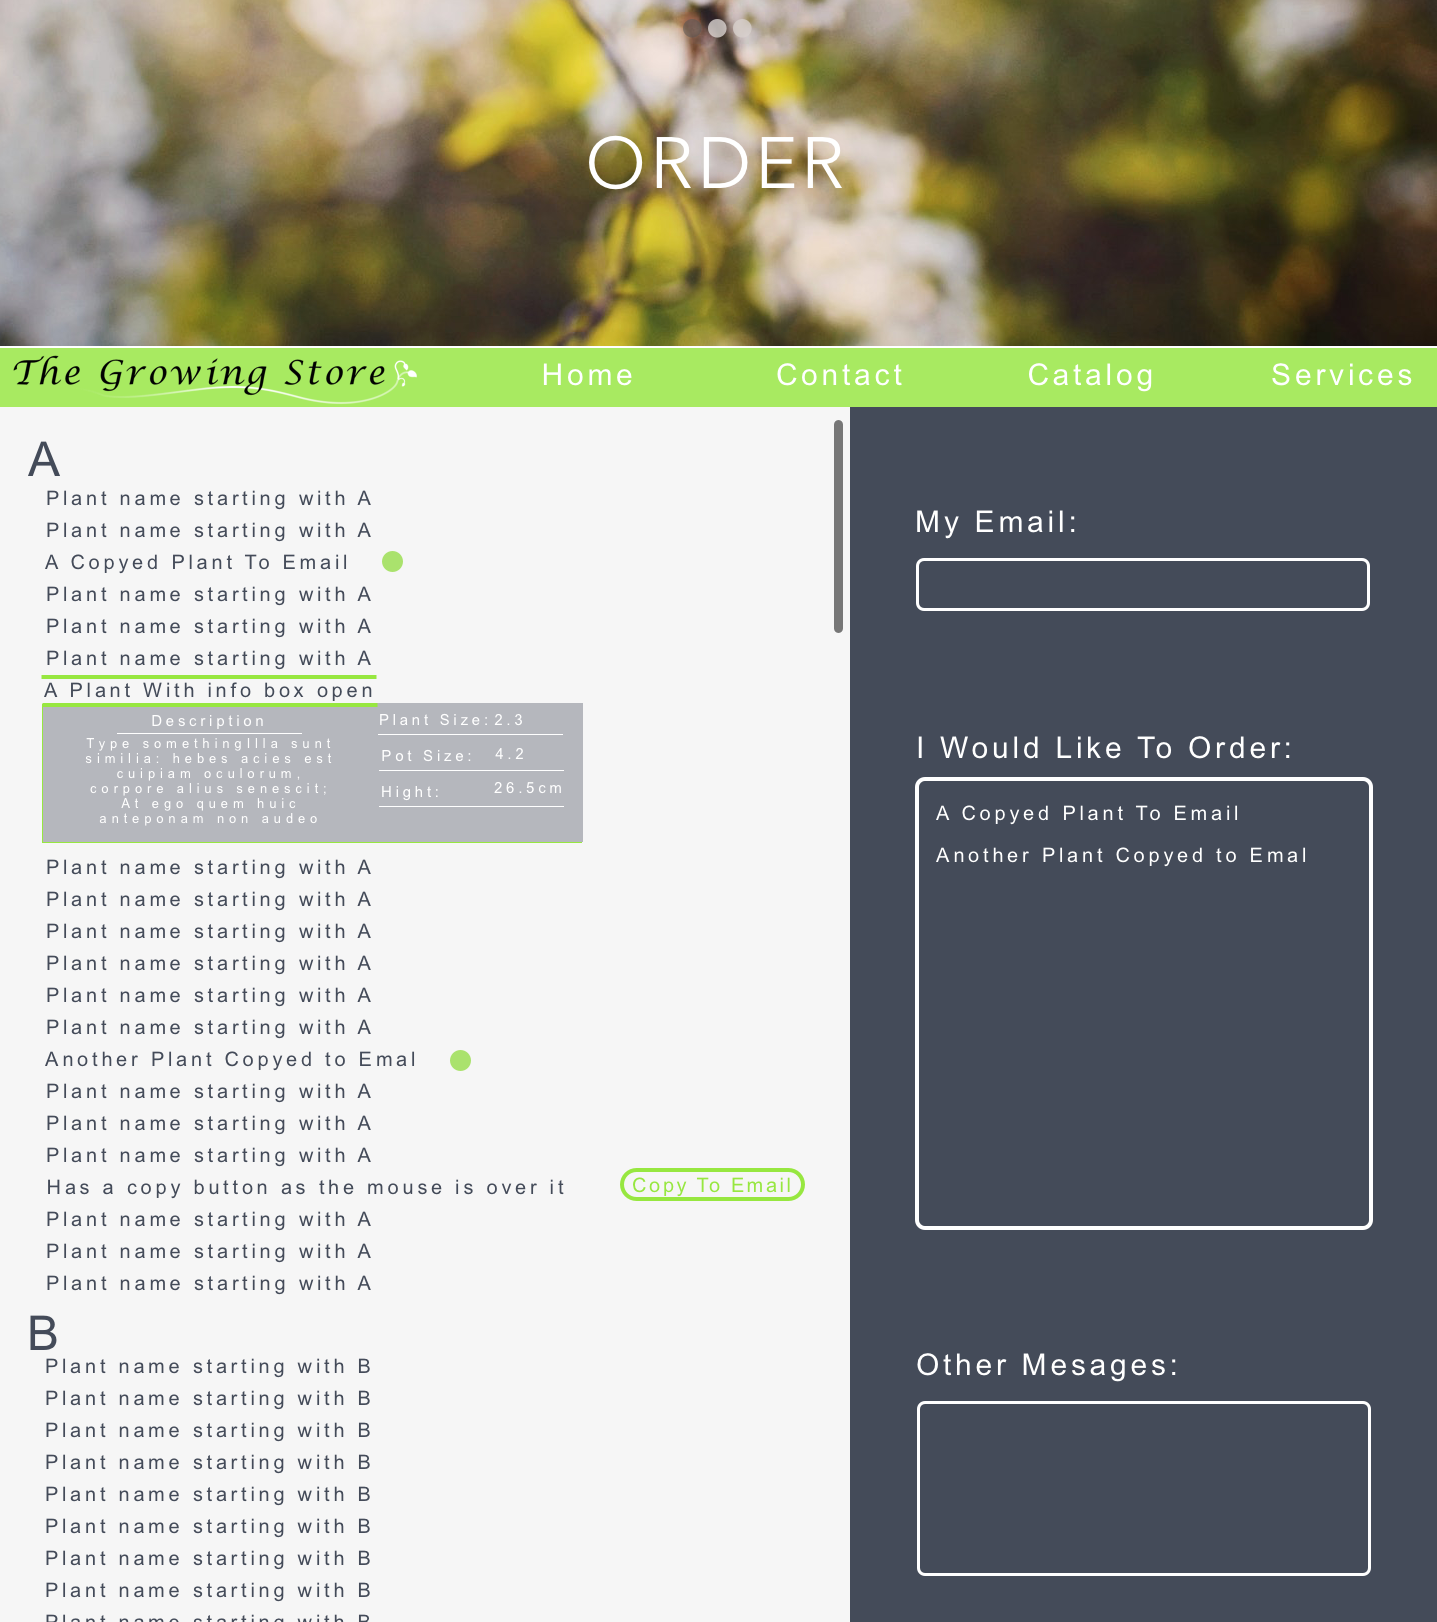 ORDER
The Growing Store
Home
Contact
Catalog
Services
A
Plant name starting with A
Plant name starting with A
A Copyed Plant To Email
Plant name starting with A
Plant name starting with A
Plant name starting with A
A Plant With info box open
Description
Type somethingIlla sunt
similia: hebes acies est
cuipiam oculorum,
corpore alius senescit;
At ego quem huic
anteponam non audeo
Plant Size: 2.3
Pot Size: 4.2
Hight: 26.5cm
Plant name starting with A
Plant name starting with A
Plant name starting with A
Plant name starting with A
Plant name starting with A
Plant name starting with A
Another Plant Copyed to Emal
Plant name starting with A
Plant name starting with A
Plant name starting with A
Has a copy button as the mouse is over it
Copy To Email
Plant name starting with A
Plant name starting with A
Plant name starting with A
B
Plant name starting with B
Plant name starting with B
Plant name starting with B
Plant name starting with B
Plant name starting with B
Plant name starting with B
Plant name starting with B
Plant name starting with B
Plant name starting with B
My Email:
I Would Like To Order:
A Copyed Plant To Email
Another Plant Copyed to Emal
Other Mesages: